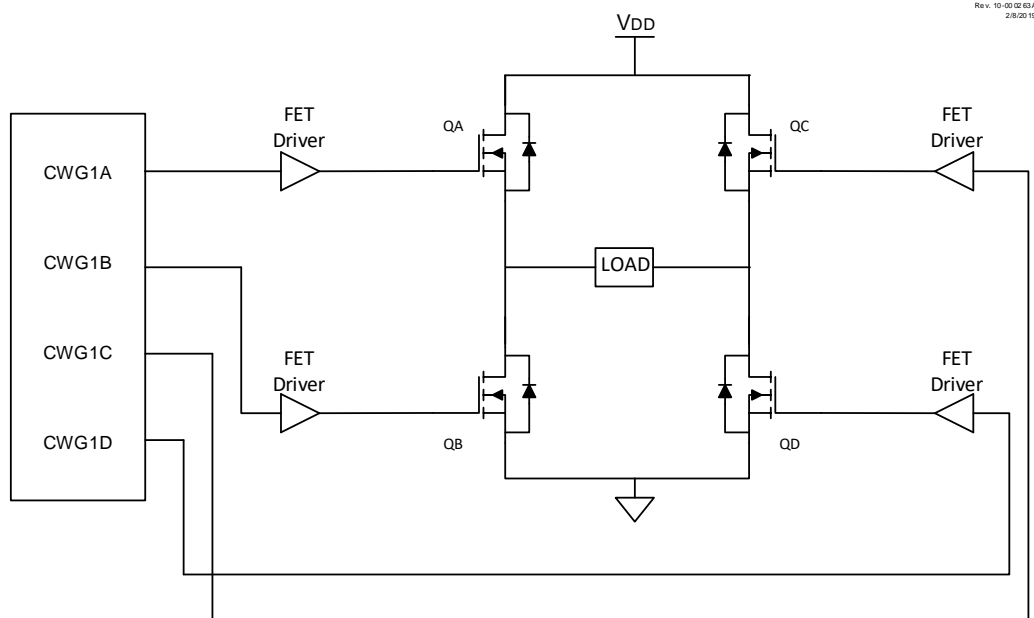 Rev. 10-000263A
2/8/2019
VDD
FET
Driver
QA
QC
FET
Driver
CWG1A
CWG1B
LOAD
CWG1C
FET
Driver
FET
Driver
CWG1D
QB
QD